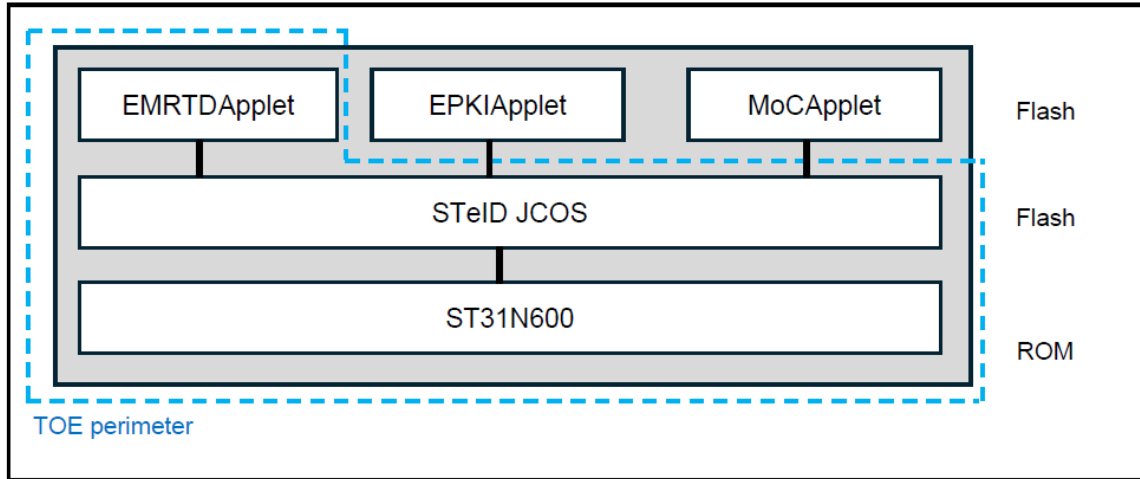 EMRTDApplet EPKIApplet MoCApplet Flash
STeID JCOS Flash
ST31N600
ROM
TOE perimeter